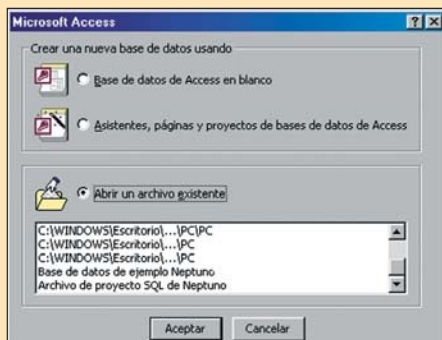 Microsoft Access
Crear una nueva base de datos usando
Base de datos de Access en blanco
Asistentes, páginas y proyectos de bases de datos de Access
Abrir un archivo existente
C:\WINDOWS\Escritorio\...\PC\PC
C:\WINDOWS\Escritorio\...\PC
C:\WINDOWS\Escritorio\...\PC
Base de datos de ejemplo Neptuno
Archivo de proyecto SQL de Neptuno
Aceptar Cancelar